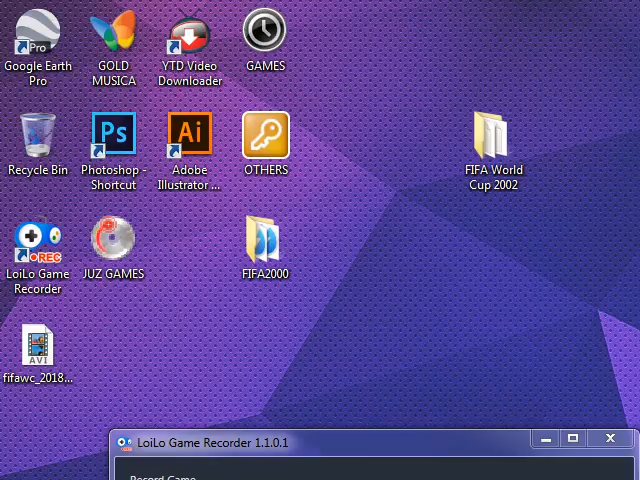 Pro
Google Earth
Pro
GOLD
MUSICA
YTD Video
Downloader
GAMES
Recycle Bin
Ps
Photoshop -
Shortcut
Ai
Adobe
Illustrator ...
OTHERS
FIFA World
Cup 2002
REC
LoiLo Game
Recorder
JUZ GAMES
FIFA2000
AVI
fifawc_2018...
LoiLo Game Recorder 1.1.0.1
Record Game